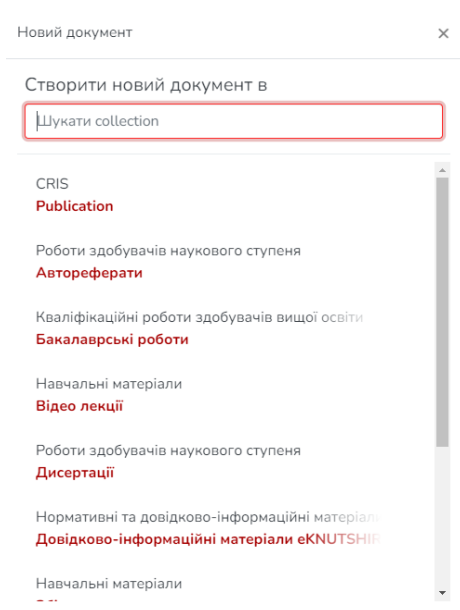 Новий документ ×
Створити новий документ в
Шукати collection
CRIS
Publication
Роботи здобувачів наукового ступеня
Автореферати
Кваліфікаційні роботи здобувачів вищої освіти
Бакалаврські роботи
Навчальні матеріали
Відео лекції
Роботи здобувачів наукового ступеня
Дисертації
Нормативні та довідково-інформаційні матеріали
Довідково-інформаційні матеріали eKNUTSHIR
Навчальні матеріали